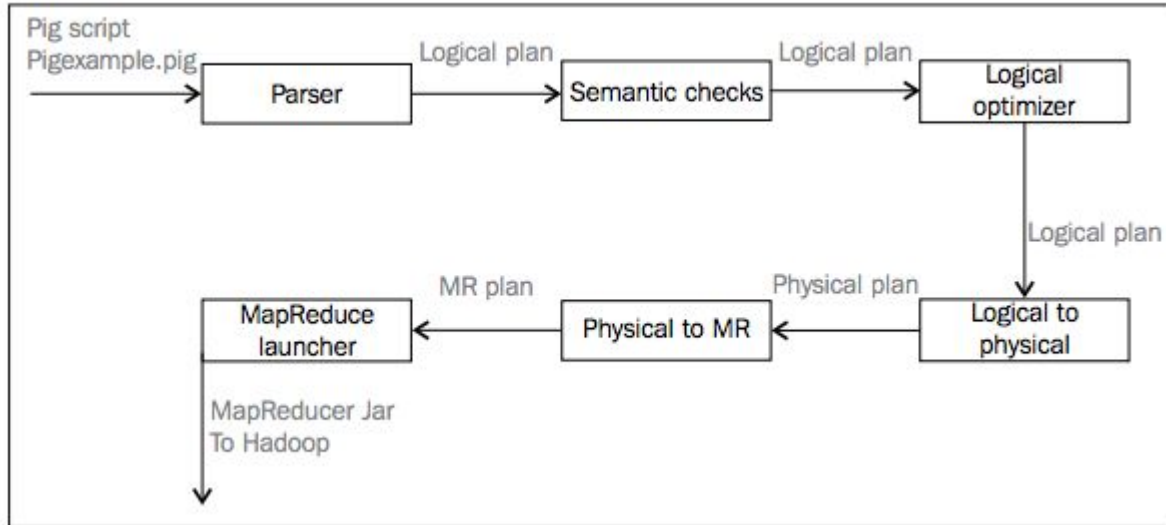 Pig script
Pigexample.pig
Parser
Logical plan
Semantic checks
Logical plan
Logical
optimizer
Logical plan
Logical to
physical
Physical plan
Physical to MR
MR plan
MapReduce
launcher
MapReducer Jar
To Hadoop